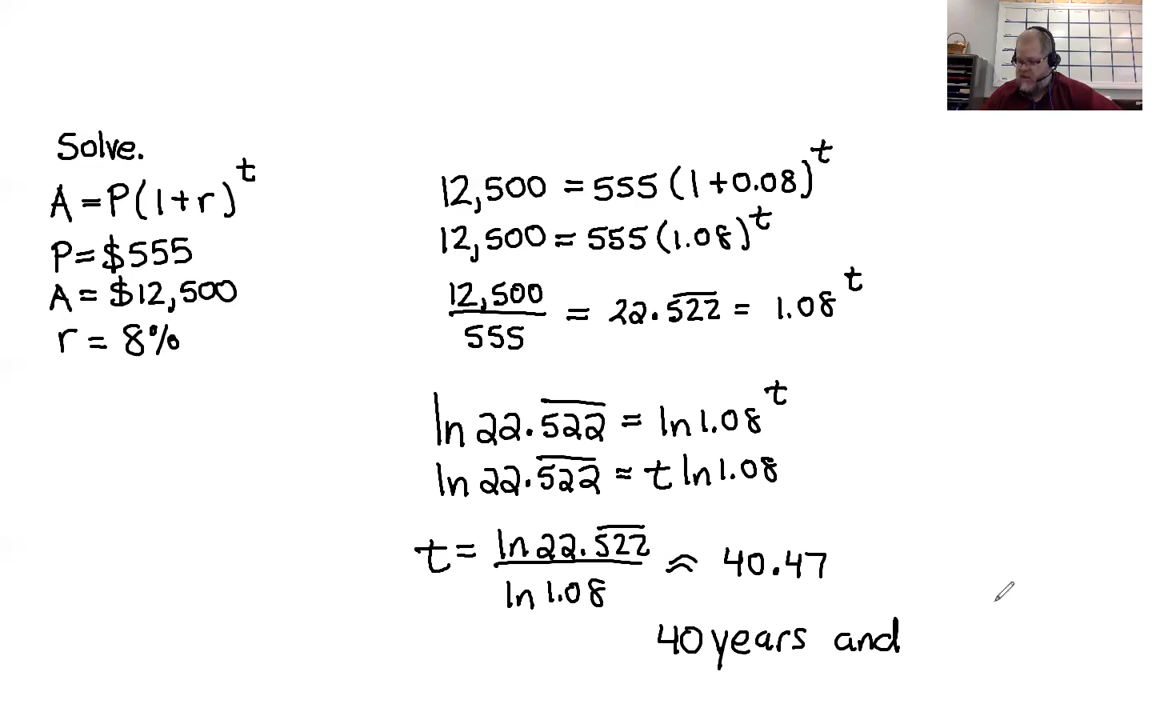 Solve.
A = P(1+r)^t
P = $555
A = $12,500
r = 8%
12,500 = 555(1+0.08)^t
12,500 = 555(1.08)^t
12,500/555 = 22.5̅2̅2̅ = 1.08^t
ln 22.5̅2̅2̅ = ln 1.08^t
ln 22.5̅2̅2̅ = t ln 1.08
t = ln 22.5̅2̅2̅/ln 1.08 ≈ 40.47
40 years and